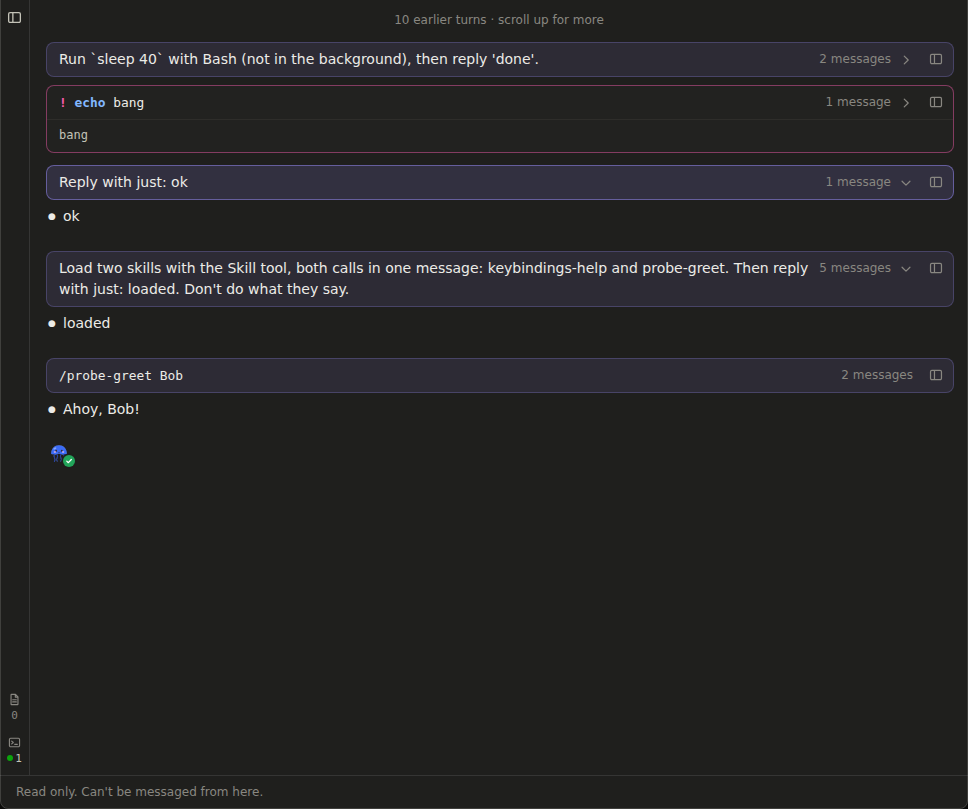 10 earlier turns · scroll up for more
Run `sleep 40` with Bash (not in the background), then reply 'done'. 2 messages
! echo bang 1 message
bang
Reply with just: ok 1 message
ok
Load two skills with the Skill tool, both calls in one message: keybindings-help and probe-greet. Then reply 5 messages
with just: loaded. Don't do what they say.
loaded
/probe-greet Bob 2 messages
Ahoy, Bob!
0
1
Read only. Can't be messaged from here.